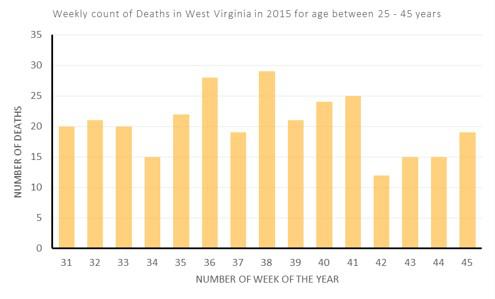 Weekly count of Deaths in West Virginia in 2015 for age between 25 - 45 years
35
30
25
20
15
10
5
0
NUMBER OF DEATHS
31 32 33 34 35 36 37 38 39 40 41 42 43 44 45
NUMBER OF WEEK OF THE YEAR